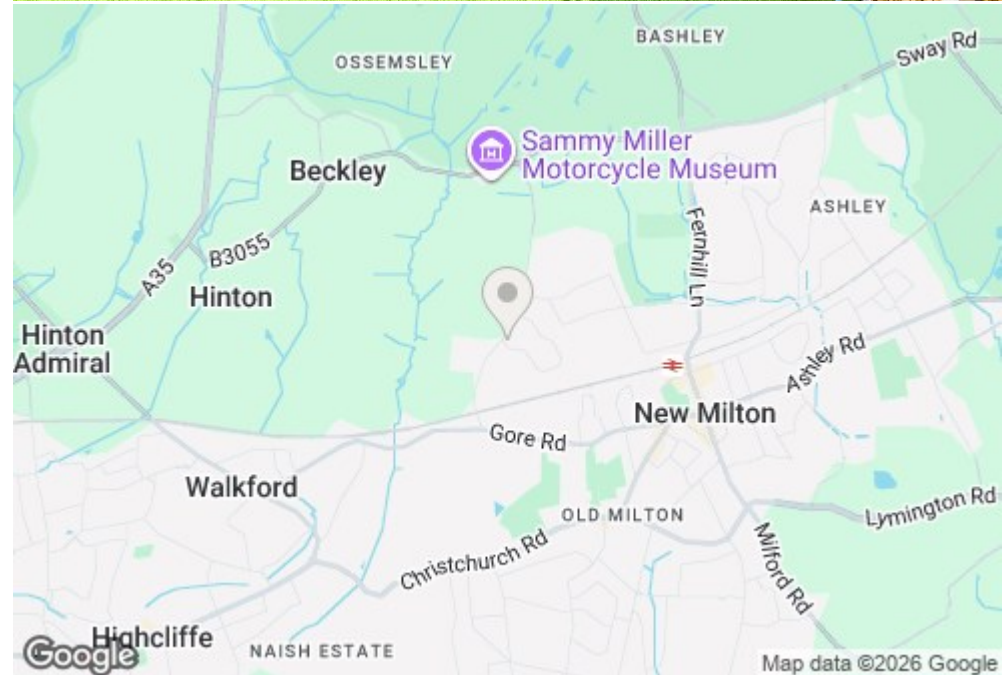 BASHLEY
Sway Rd
OSSEMSLEY
Sammy Miller
Motorcycle Museum
Beckley
ASHLEY
Fernhill Ln
B3055
A35
Hinton
Hinton
Admiral
Ashley Rd
New Milton
Gore Rd
Walkford
Lymington Rd
OLD MILTON
Christchurch Rd
Milford Rd
Highcliffe
NAISH ESTATE
Google
Map data ©2026 Google